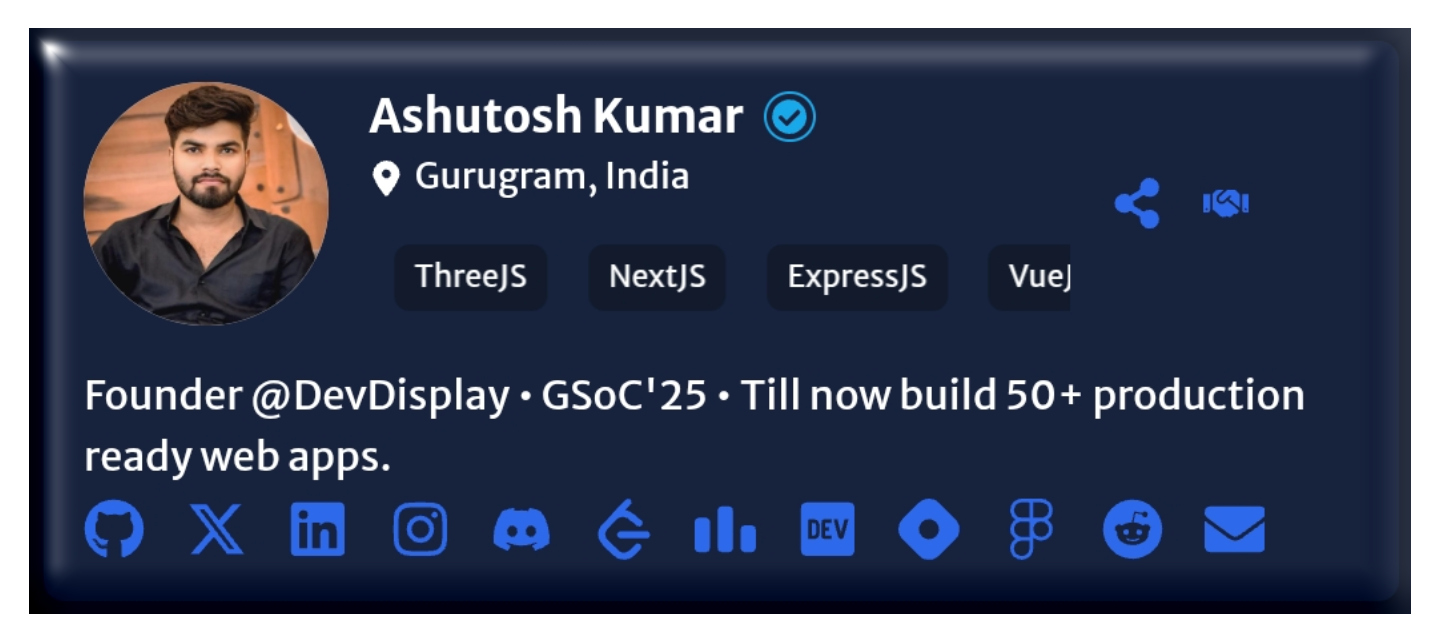 Ashutosh Kumar
Gurugram, India
ThreeJS NextJS ExpressJS VueJ
Founder @DevDisplay • GSoC'25 • Till now build 50+ production
ready web apps.
in DEV